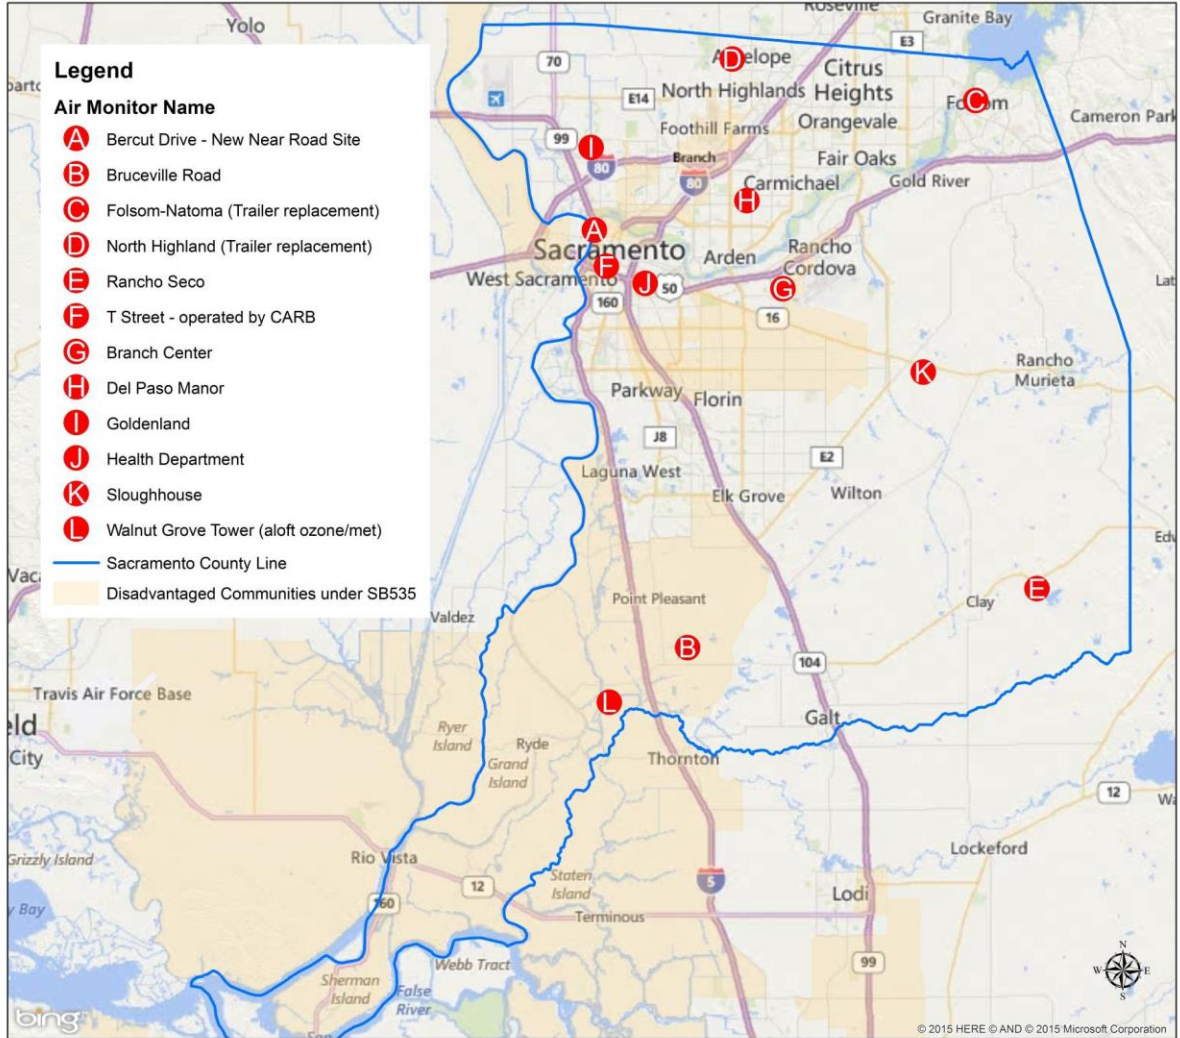 Legend
Air Monitor Name
A Bercut Drive - New Near Road Site
B Bruceville Road
C Folsom-Natoma (Trailer replacement)
D North Highland (Trailer replacement)
E Rancho Seco
F T Street - operated by CARB
G Branch Center
H Del Paso Manor
I Goldenland
J Health Department
K Sloughhouse
L Walnut Grove Tower (aloft ozone/met)
Sacramento County Line
Disadvantaged Communities under SB535
Yolo
Roseville
Granite Bay
E3
70
D
Citrus
Heights
E14
North Highlands
C
Cameron Park
Orangevale
Foothill Farms
99
I
80
Branch
80
Fair Oaks
Carmichael
Gold River
H
A
Sacramento
Arden
Rancho
Cordova
F
West Sacramento
J
50
G
160
16
K
Rancho
Murieta
Parkway
Florin
J8
E2
Laguna West
Elk Grove
Wilton
Point Pleasant
Clay
E
Valdez
B
104
Travis Air Force Base
L
Galt
Ryer
Island
Ryde
Grand
Island
Thornton
City
12
Lockeford
Rio Vista
12
Staten
Island
5
Lodi
160
Grizzly Island
Terminous
Bay
Webb Tract
99
Sherman
Island
False
River
N
W E
S
bing
© 2015 HERE © AND © 2015 Microsoft Corporation